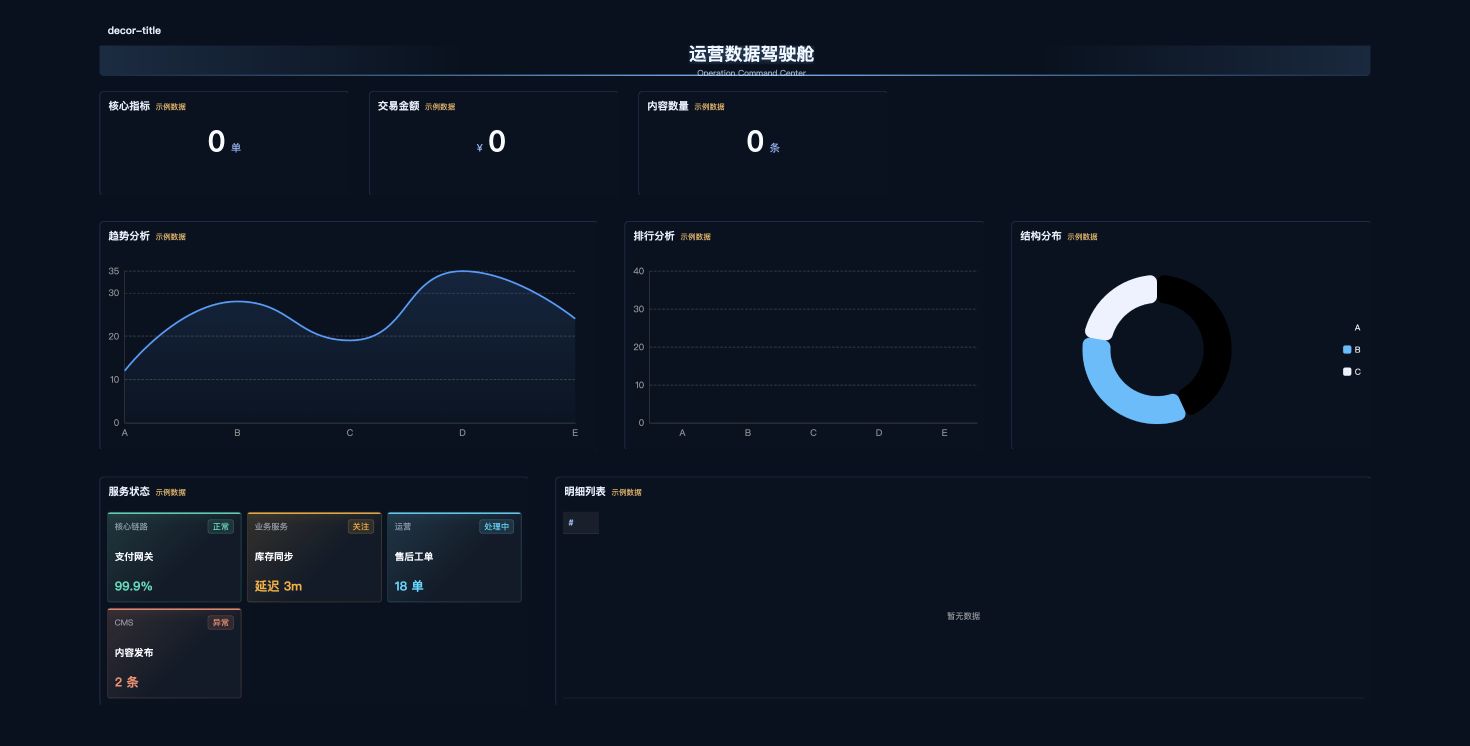 decor-title
运营数据驾驶舱
Operation Command Center
核心指标 示例数据
0 单
交易金额 示例数据
¥ 0
内容数量 示例数据
0 条
趋势分析 示例数据
35
30
20
10
0
A B C D E
排行分析 示例数据
40
30
20
10
0
A B C D E
结构分布 示例数据
A
B
C
服务状态 示例数据
核心链路 正常
支付网关
99.9%
业务服务 关注
库存同步
延迟 3m
运营 处理中
售后工单
18 单
CMS 异常
内容发布
2 条
明细列表 示例数据
#
暂无数据